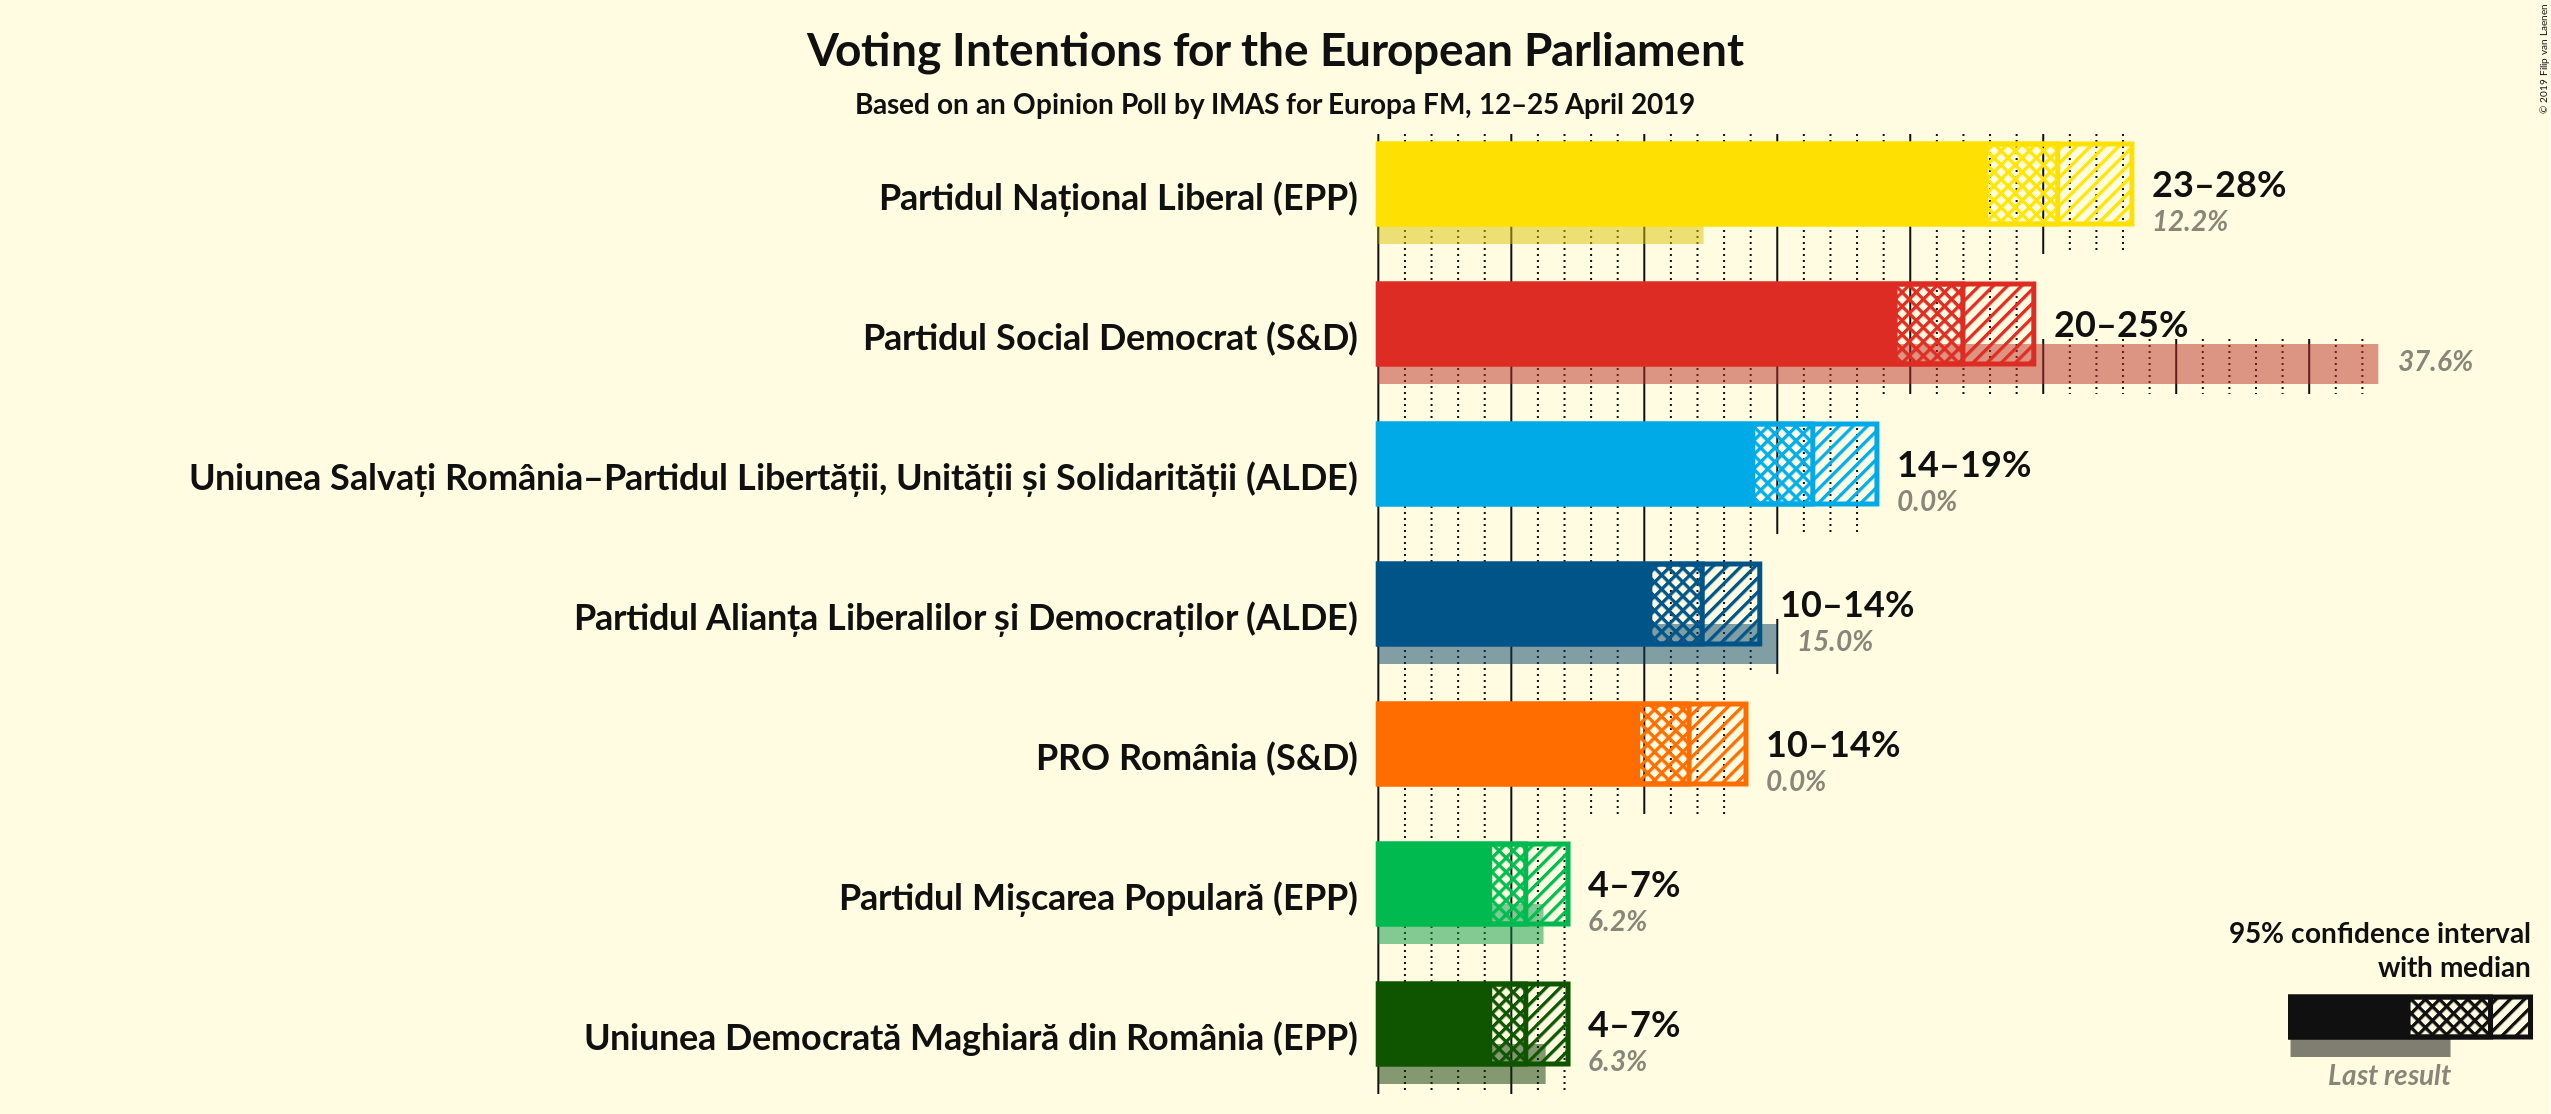 Voting Intentions for the European Parliament
Based on an Opinion Poll by IMAS for Europa FM, 12–25 April 2019
© 2019 Filip van Laenen
Partidul Național Liberal (EPP)
23–28%
12.2%
Partidul Social Democrat (S&D)
20–25%
37.6%
Uniunea Salvați România–Partidul Libertății, Unității și Solidarității (ALDE)
14–19%
0.0%
Partidul Alianța Liberalilor și Democraților (ALDE)
10–14%
15.0%
PRO România (S&D)
10–14%
0.0%
Partidul Mișcarea Populară (EPP)
4–7%
6.2%
Uniunea Democrată Maghiară din România (EPP)
4–7%
6.3%
95% confidence interval
with median
Last result